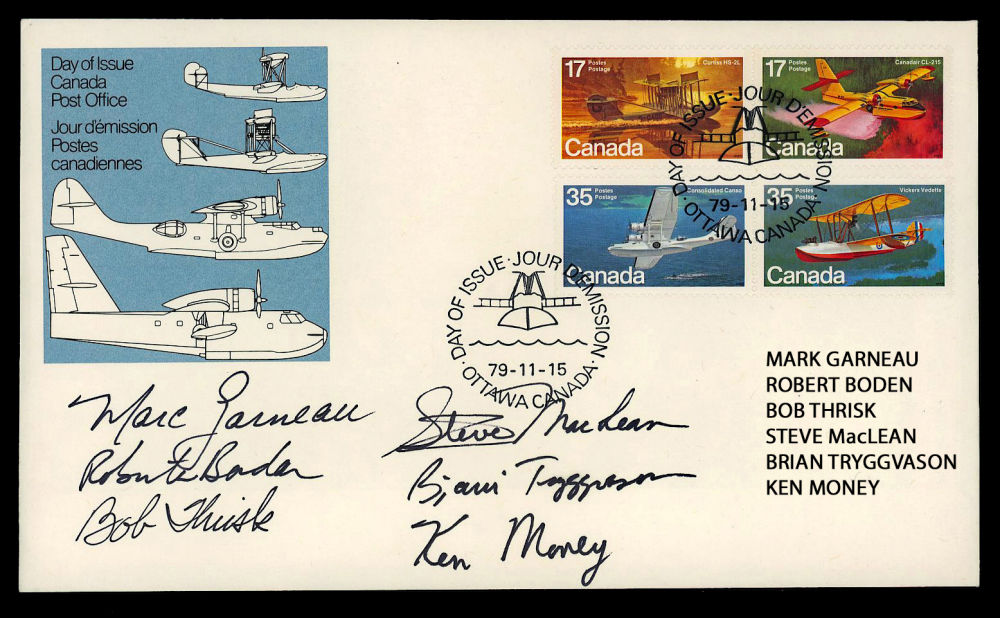 Day of Issue
Canada
Post Office
Jour d'émission
Postes
canadiennes
17 Postes Postage Curtiss HS-2L
Canada
17 Postes Postage Canadair CL-215
Canada
35 Postes Postage Consolidated Canso
Canada
35 Postes Postage Vickers Vedette
Canada
DAY OF ISSUE · JOUR D'ÉMISSION
79-11-15
OTTAWA CANADA
DAY OF ISSUE · JOUR D'ÉMISSION
79-11-15
OTTAWA CANADA
Marc Garneau
Bob Thirsk
Steve MacLean
Bjarni Tryggvason
Ken Money
MARK GARNEAU
ROBERT BODEN
BOB THRISK
STEVE MacLEAN
BRIAN TRYGGVASON
KEN MONEY